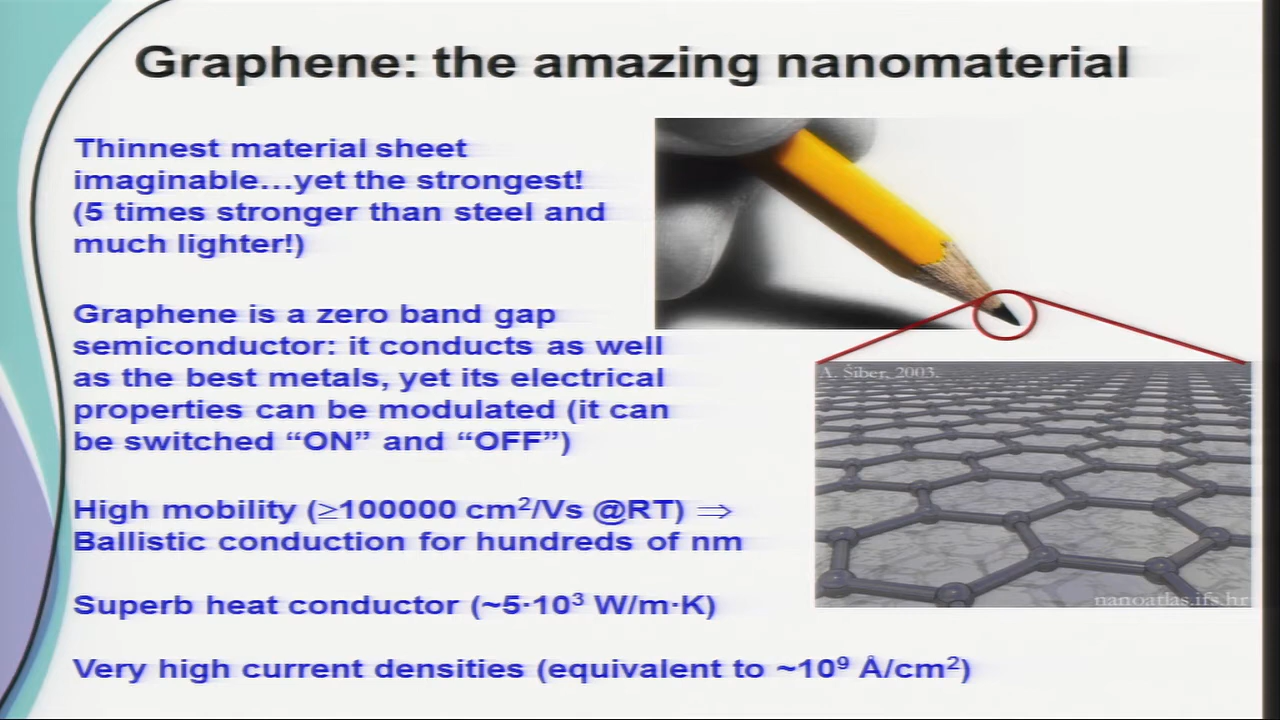 Graphene: the amazing nanomaterial
Thinnest material sheet
imaginable…yet the strongest!
(5 times stronger than steel and
much lighter!)
Graphene is a zero band gap
semiconductor: it conducts as well
as the best metals, yet its electrical
properties can be modulated (it can
be switched “ON” and “OFF”)
High mobility (≥100000 cm²/Vs @RT) ⇒
Ballistic conduction for hundreds of nm
Superb heat conductor (~5·10³ W/m·K)
Very high current densities (equivalent to ~10⁹ Å/cm²)
A. Šiber, 2003.
nanoatlas.ifs.hr